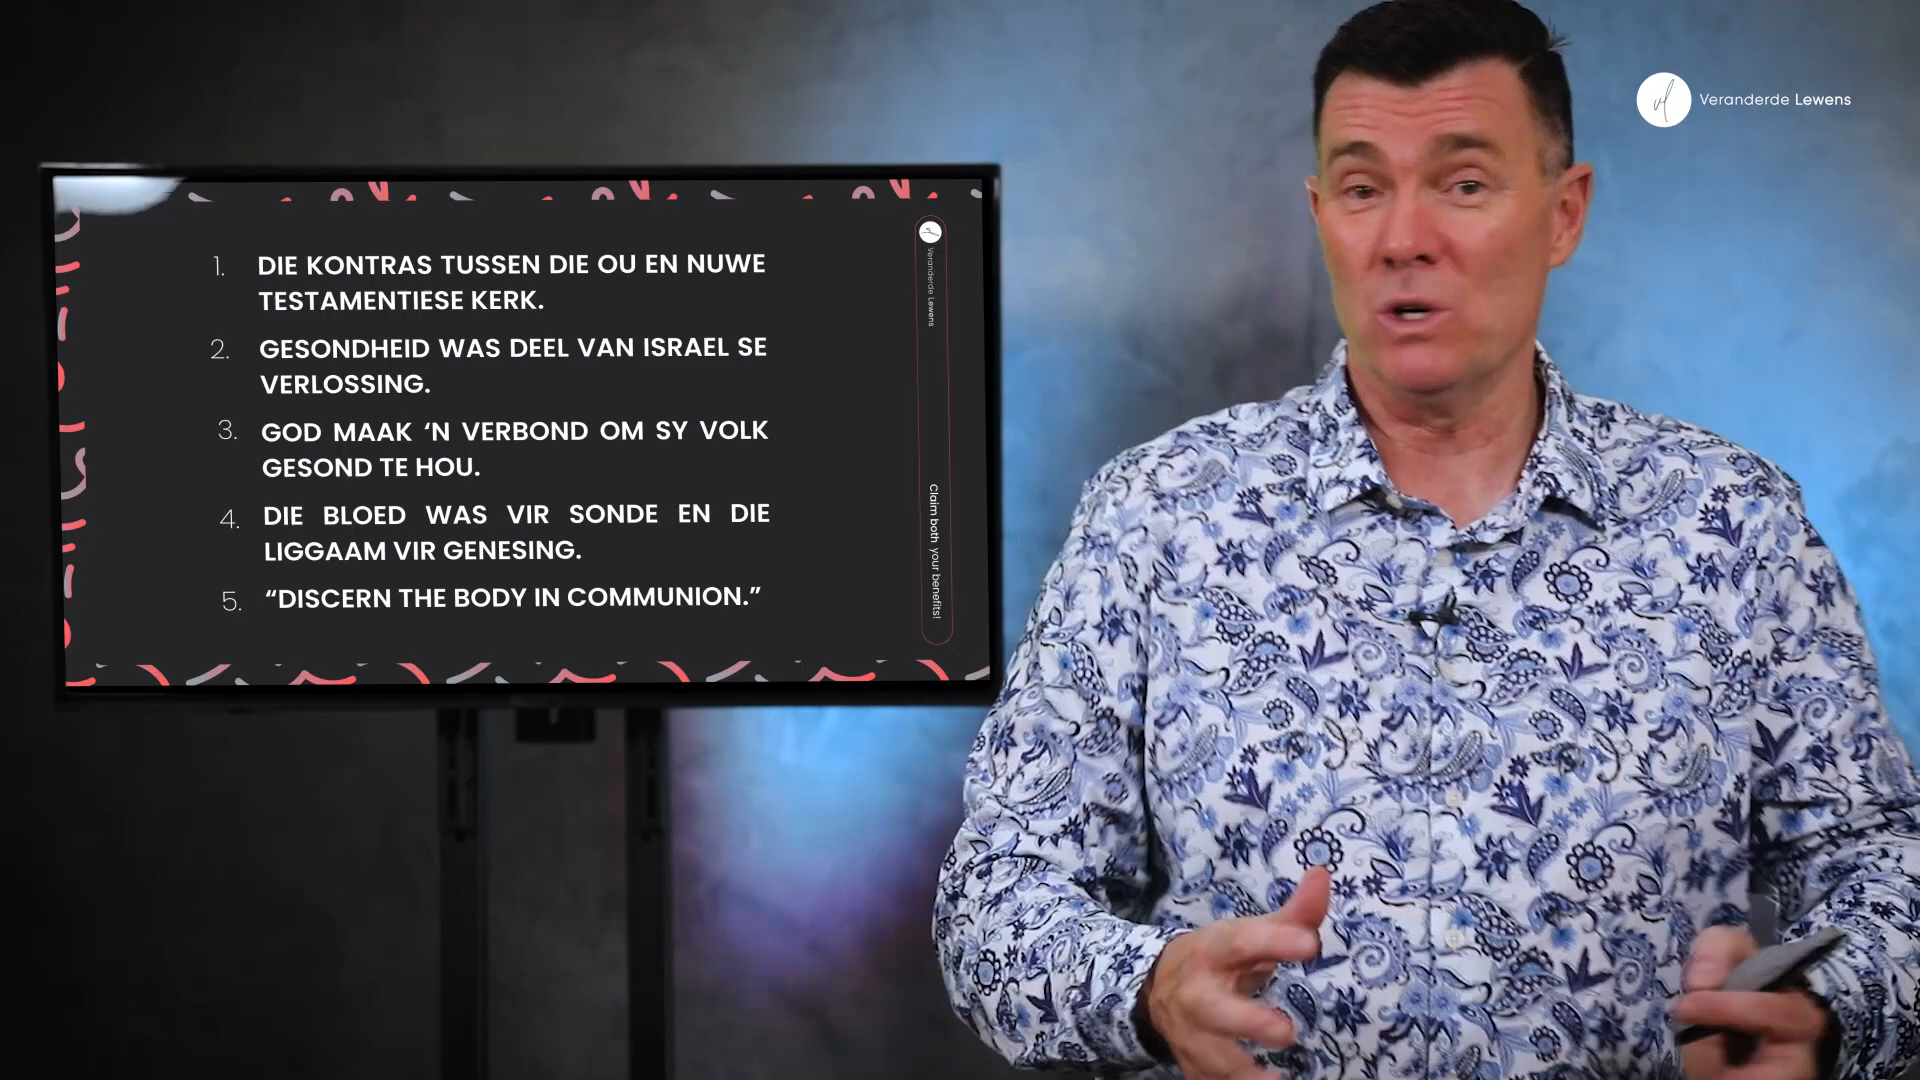 Veranderde Lewens
1. DIE KONTRAS TUSSEN DIE OU EN NUWE
TESTAMENTIESE KERK.
2. GESONDHEID WAS DEEL VAN ISRAEL SE
VERLOSSING.
3. GOD MAAK ‘N VERBOND OM SY VOLK
GESOND TE HOU.
4. DIE BLOED WAS VIR SONDE EN DIE
LIGGAAM VIR GENESING.
5. “DISCERN THE BODY IN COMMUNION.”
Veranderde Lewens
Claim both your benefits!